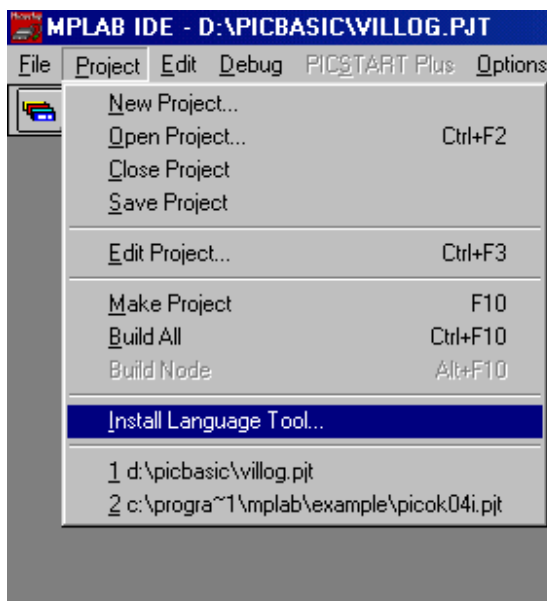 MPLAB IDE - D:\PICBASIC\VILLOG.PJT
File Project Edit Debug PICSTART Plus Options
New Project...
Open Project... Ctrl+F2
Close Project
Save Project
Edit Project... Ctrl+F3
Make Project F10
Build All Ctrl+F10
Build Node Alt+F10
Install Language Tool...
1 d:\picbasic\villog.pjt
2 c:\progra~1\mplab\example\picok04i.pjt